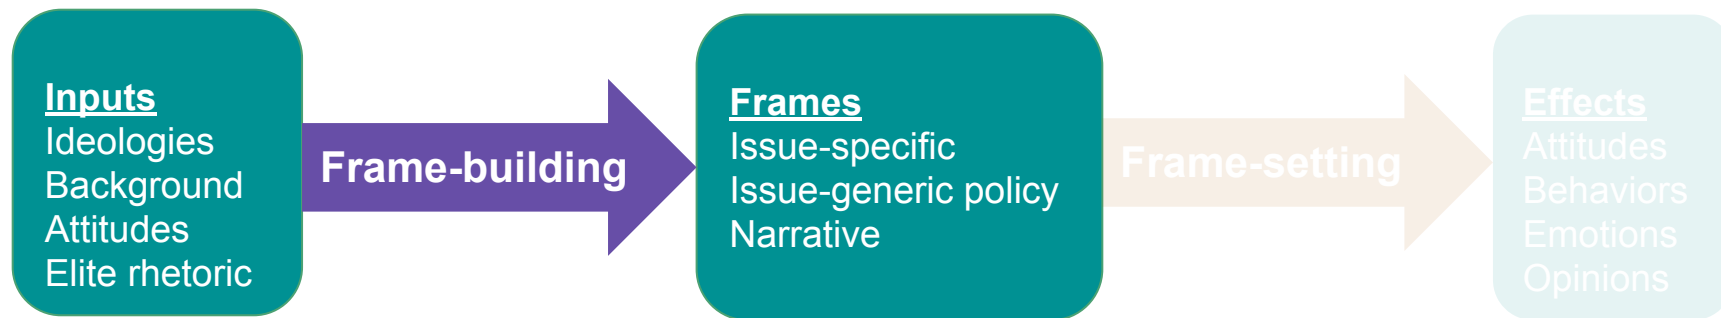 Inputs
Ideologies
Background
Attitudes
Elite rhetoric
Frame-building
Frames
Issue-specific
Issue-generic policy
Narrative
Frame-setting
Effects
Attitudes
Behaviors
Emotions
Opinions